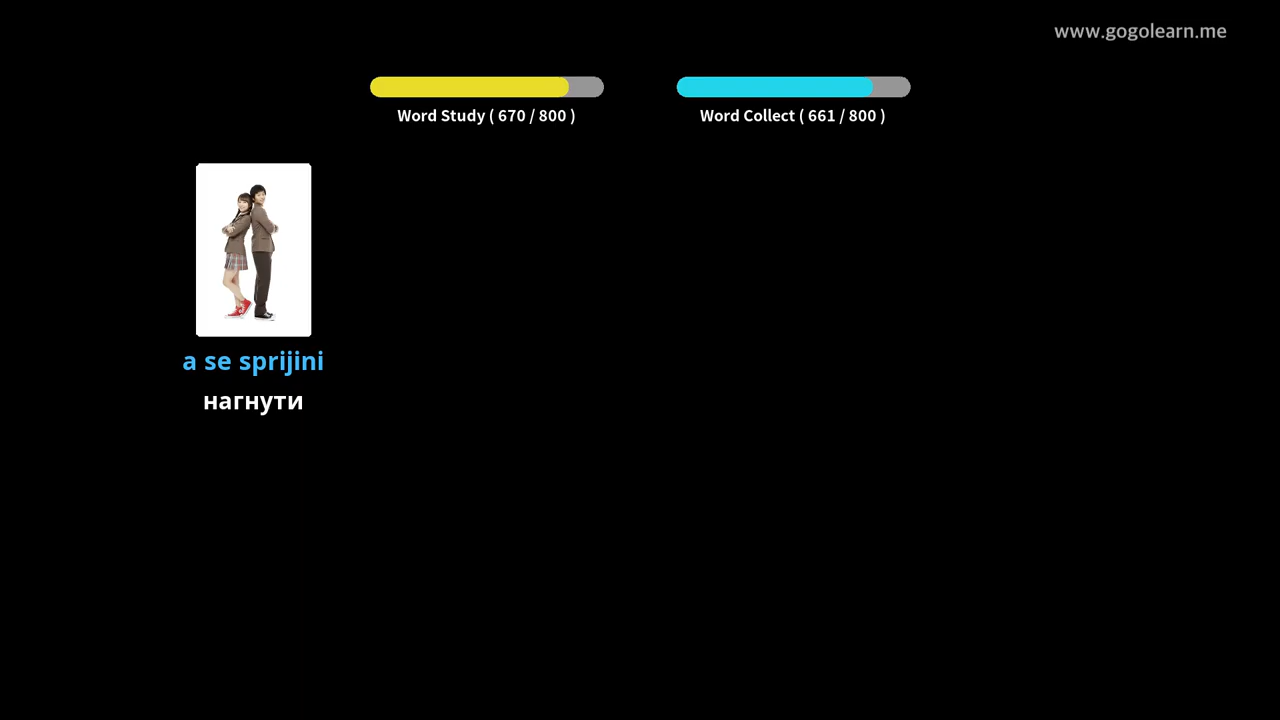 www.gogolearn.me
Word Study ( 670 / 800 )
Word Collect ( 661 / 800 )
a se sprijini
нагнути